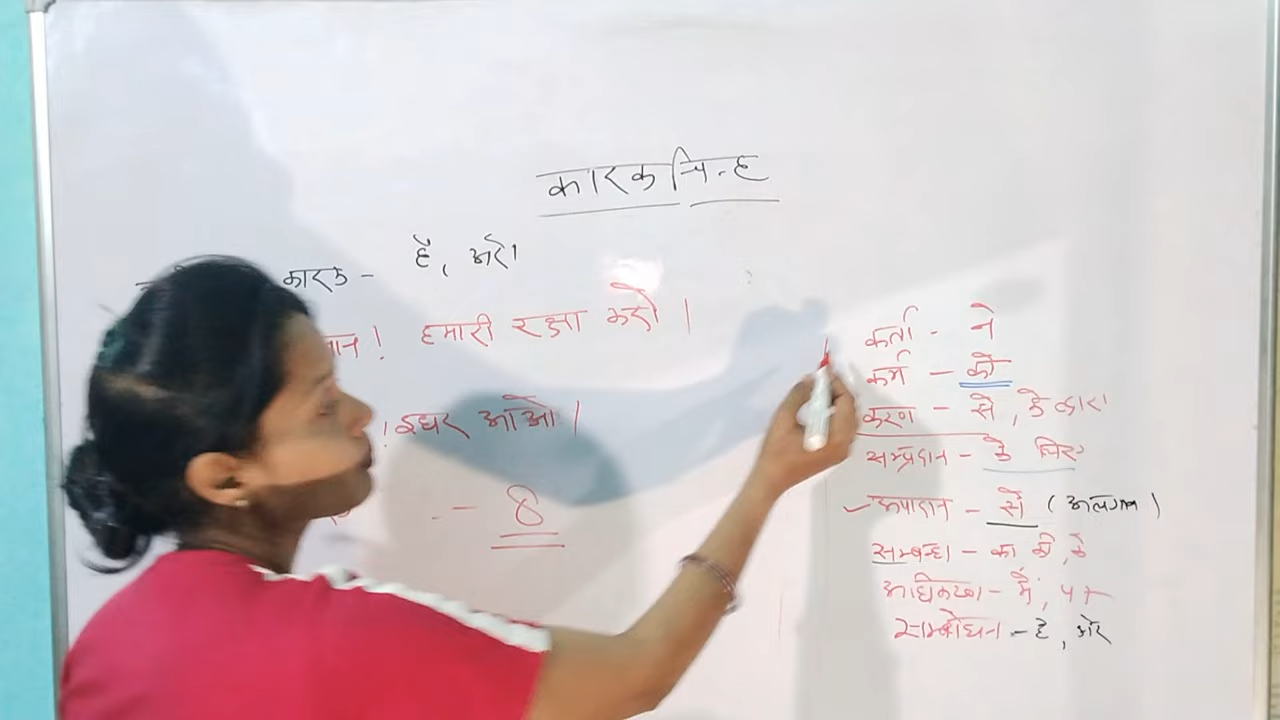 कारक चिन्ह
कारक - हे, अरे।
हमारी रक्षा करो।
! इधर आओ।
- 8
कर्ता - ने
कर्म - को
करण - से, के द्वारा
सम्प्रदान - के लिए
✓ अपादान - से (अलगाव)
सम्बन्ध - का की, के
अधिकरण - में, पर
सम्बोधन - हे, अरे